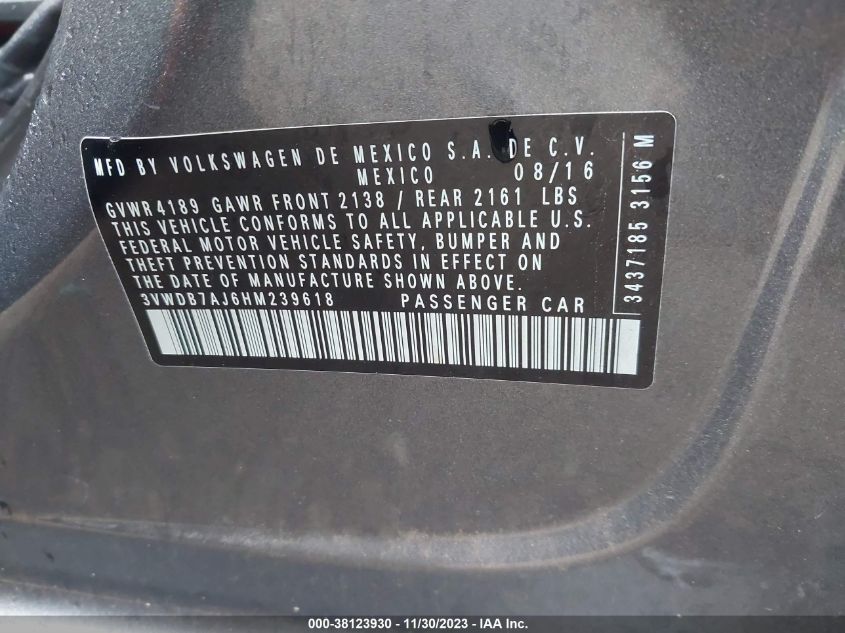 MFD BY VOLKSWAGEN DE MEXICO S.A. DE C.V.
MEXICO 08/16
GVWR 4189 GAWR FRONT 2138 / REAR 2161 LBS
THIS VEHICLE CONFORMS TO ALL APPLICABLE U.S.
FEDERAL MOTOR VEHICLE SAFETY, BUMPER AND
THEFT PREVENTION STANDARDS IN EFFECT ON
THE DATE OF MANUFACTURE SHOWN ABOVE.
3VWDB7AJ6HM239618 PASSENGER CAR
3437185 3156 M
000-38123930 - 11/30/2023 - IAA Inc.